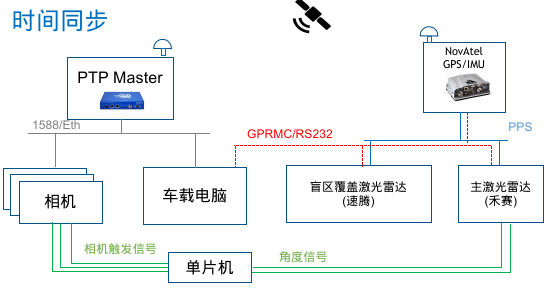 时间同步
PTP Master
NovAtel
GPS/IMU
1588/Eth
GPRMC/RS232
PPS
相机
车载电脑
盲区覆盖激光雷达
(速腾)
主激光雷达
(禾赛)
相机触发信号
单片机
角度信号